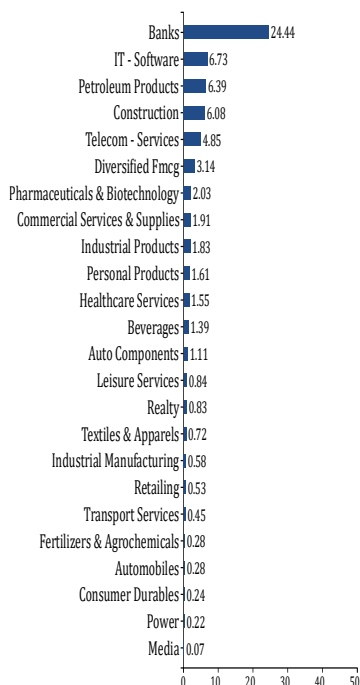 Banks 24.44
IT - Software 6.73
Petroleum Products 6.39
Construction 6.08
Telecom - Services 4.85
Diversified Fmcg 3.14
Pharmaceuticals & Biotechnology 2.03
Commercial Services & Supplies 1.91
Industrial Products 1.83
Personal Products 1.61
Healthcare Services 1.55
Beverages 1.39
Auto Components 1.11
Leisure Services 0.84
Realty 0.83
Textiles & Apparels 0.72
Industrial Manufacturing 0.58
Retailing 0.53
Transport Services 0.45
Fertilizers & Agrochemicals 0.28
Automobiles 0.28
Consumer Durables 0.24
Power 0.22
Media 0.07
0 10 20 30 40 50